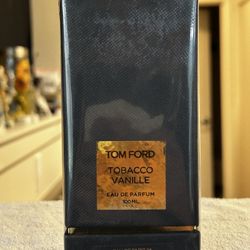 TOM FORD
TOBACCO
VANILLE
EAU DE PARFUM
100ML